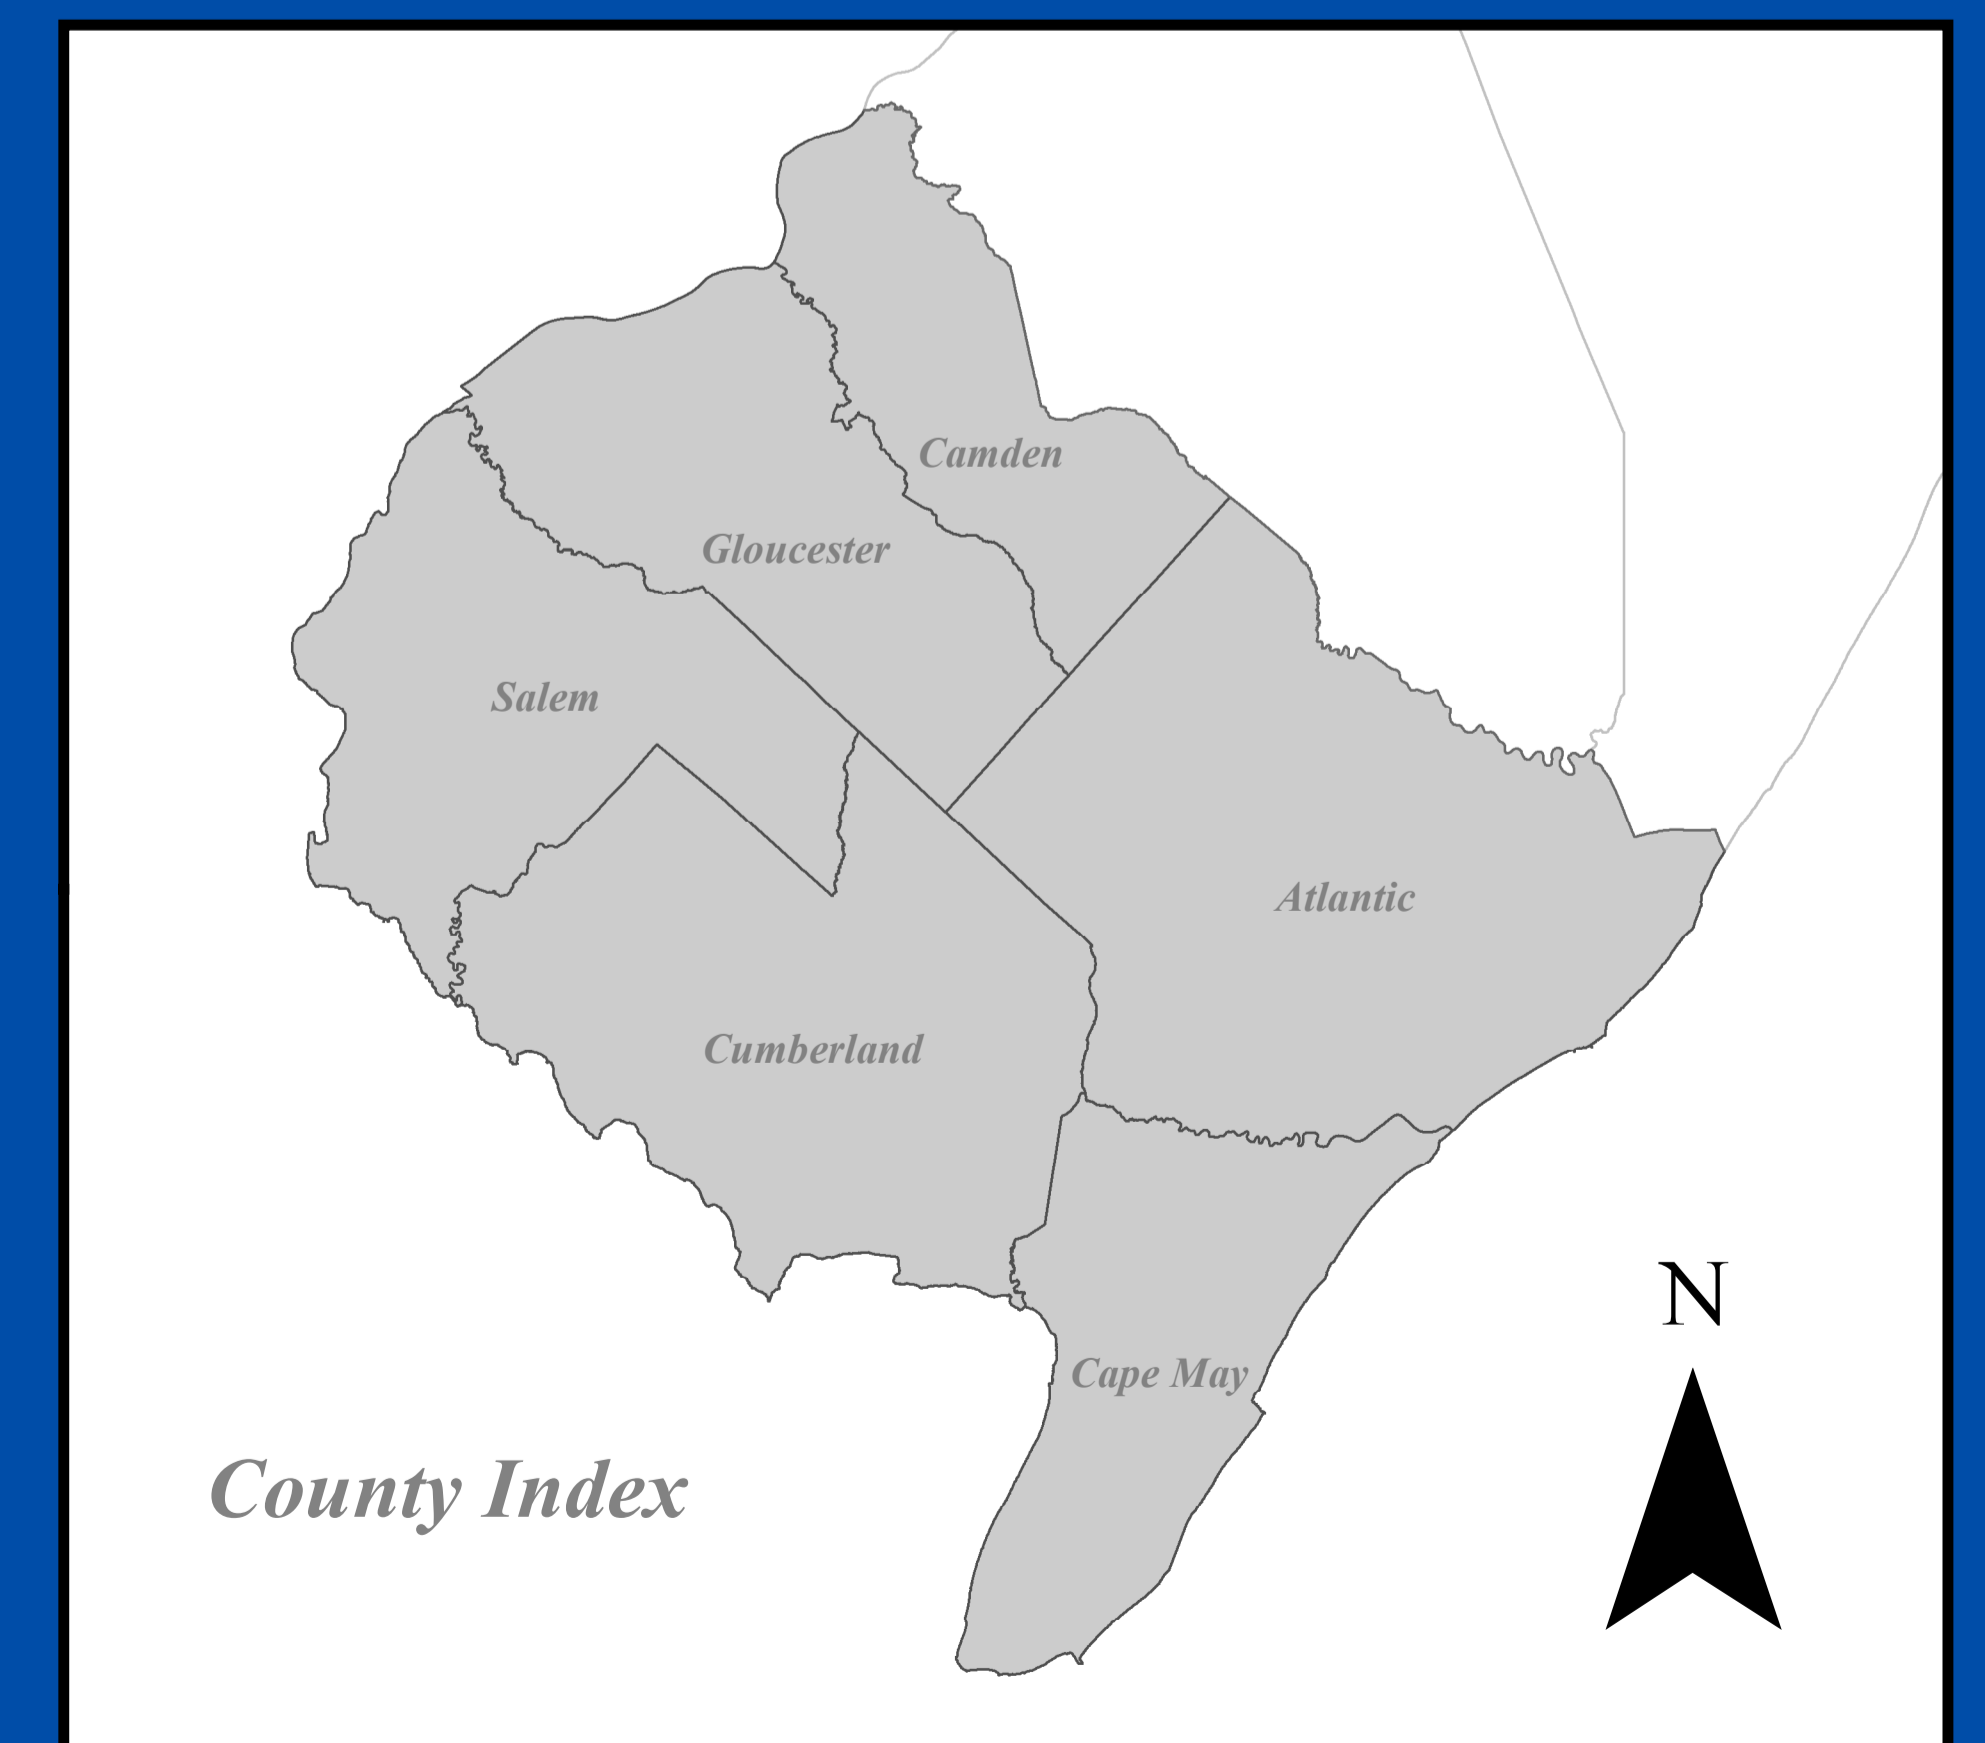 Camden
Gloucester
Salem
Atlantic
Cumberland
N
Cape May
County Index